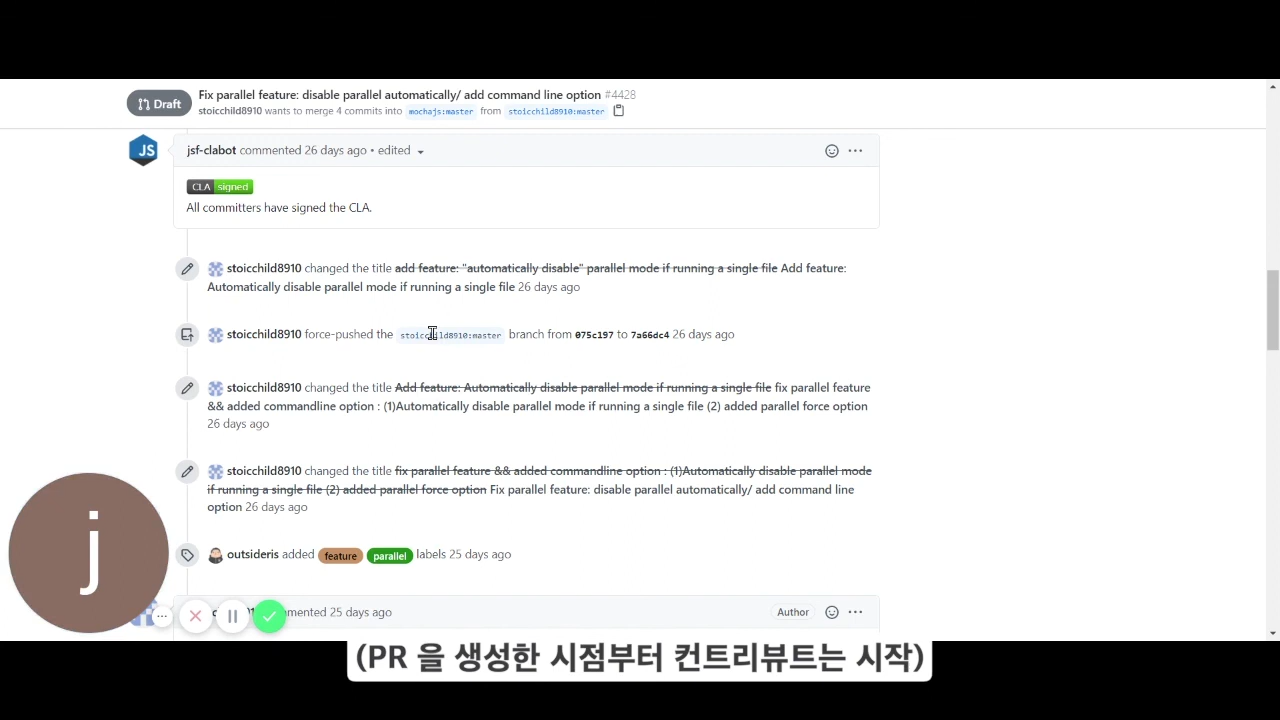 Draft
Fix parallel feature: disable parallel automatically/ add command line option #4428
stoicchild8910 wants to merge 4 commits into mochajs:master from stoicchild8910:master
JS
jsf-clabot commented 26 days ago • edited
CLA signed
All committers have signed the CLA.
stoicchild8910 changed the title add feature: "automatically disable" parallel mode if running a single file Add feature:
Automatically disable parallel mode if running a single file 26 days ago
stoicchild8910 force-pushed the stoicchild8910:master branch from 075c197 to 7a66dc4 26 days ago
stoicchild8910 changed the title Add feature: Automatically disable parallel mode if running a single file fix parallel feature
&& added commandline option : (1)Automatically disable parallel mode if running a single file (2) added parallel force option
26 days ago
stoicchild8910 changed the title fix parallel feature && added commandline option : (1)Automatically disable parallel mode
if running a single file (2) added parallel force option Fix parallel feature: disable parallel automatically/ add command line
option 26 days ago
outsideris added feature parallel labels 25 days ago
j
25 days ago Author
(PR 을 생성한 시점부터 컨트리뷰트는 시작)